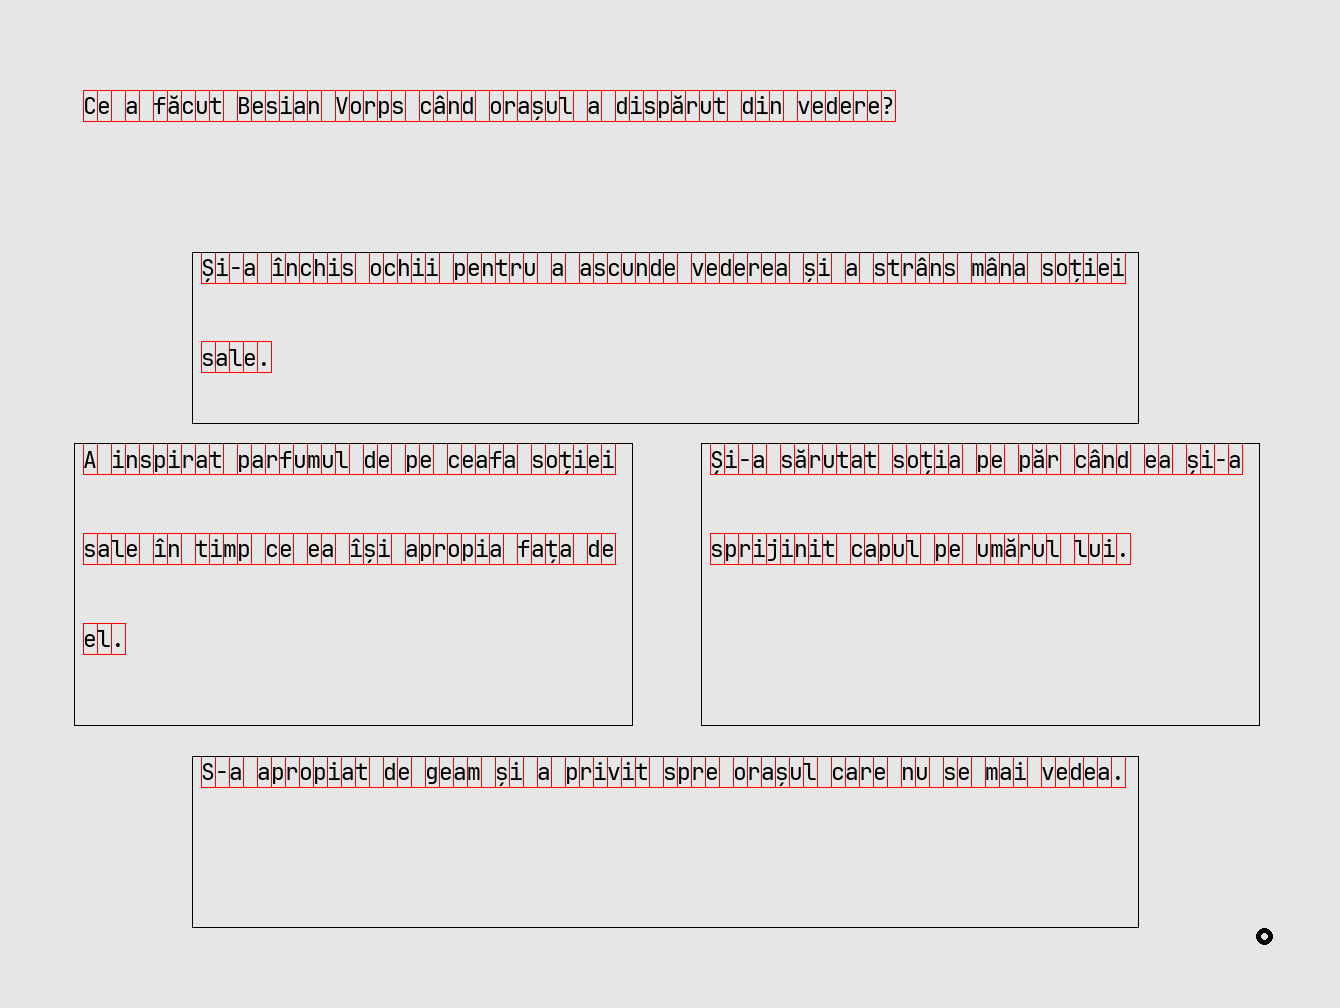 Ce a făcut Besian Vorps când orașul a dispărut din vedere?
Și-a închis ochii pentru a ascunde vederea și a strâns mâna soției
sale.
A inspirat parfumul de pe ceafa soției
sale în timp ce ea își apropia fața de
el.
Și-a sărutat soția pe păr când ea și-a
sprijinit capul pe umărul lui.
S-a apropiat de geam și a privit spre orașul care nu se mai vedea.